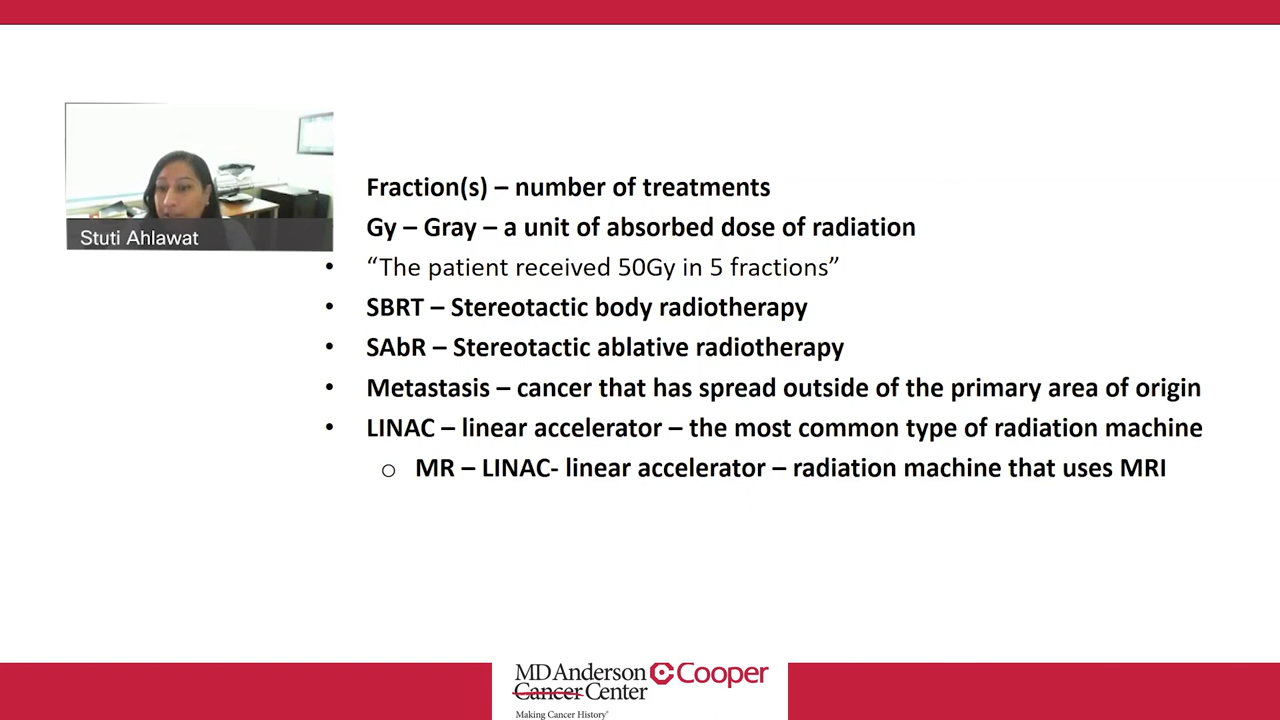 Stuti Ahlawat
Fraction(s) – number of treatments
Gy – Gray – a unit of absorbed dose of radiation
• “The patient received 50Gy in 5 fractions”
• SBRT – Stereotactic body radiotherapy
• SAbR – Stereotactic ablative radiotherapy
• Metastasis – cancer that has spread outside of the primary area of origin
• LINAC – linear accelerator – the most common type of radiation machine
○ MR – LINAC- linear accelerator – radiation machine that uses MRI
MD Anderson Cooper
Cancer Center
Making Cancer History®